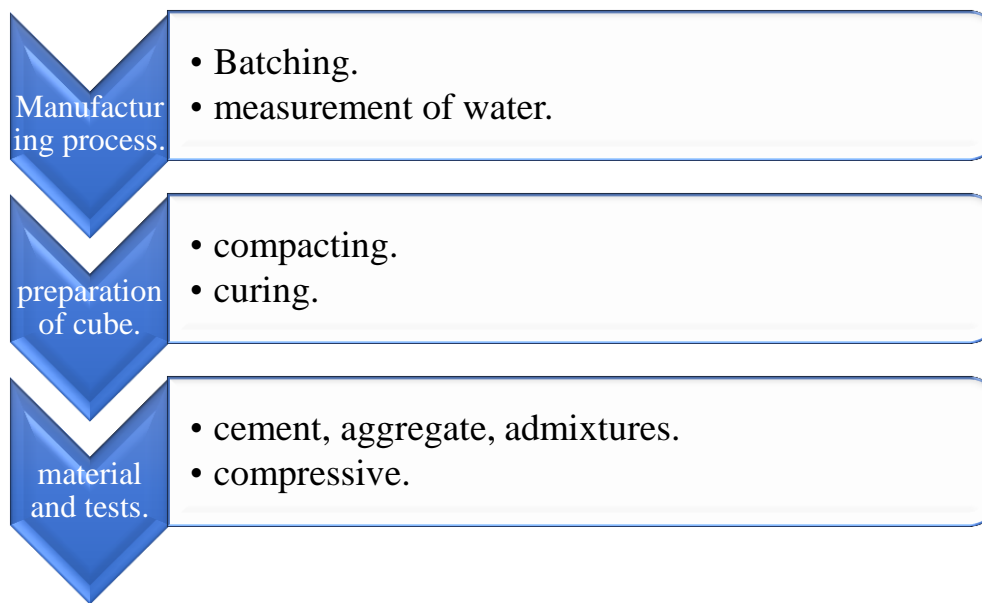 Manufactur
ing process.
• Batching.
• measurement of water.
preparation
of cube.
• compacting.
• curing.
material
and tests.
• cement, aggregate, admixtures.
• compressive.